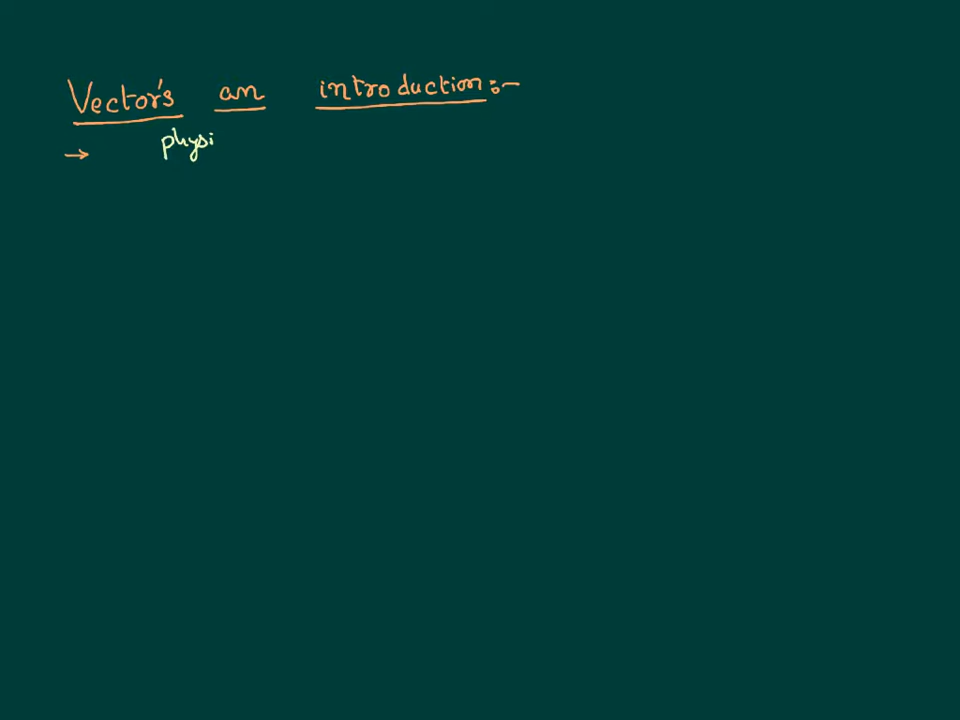 Vector's an introduction:-
→ physi